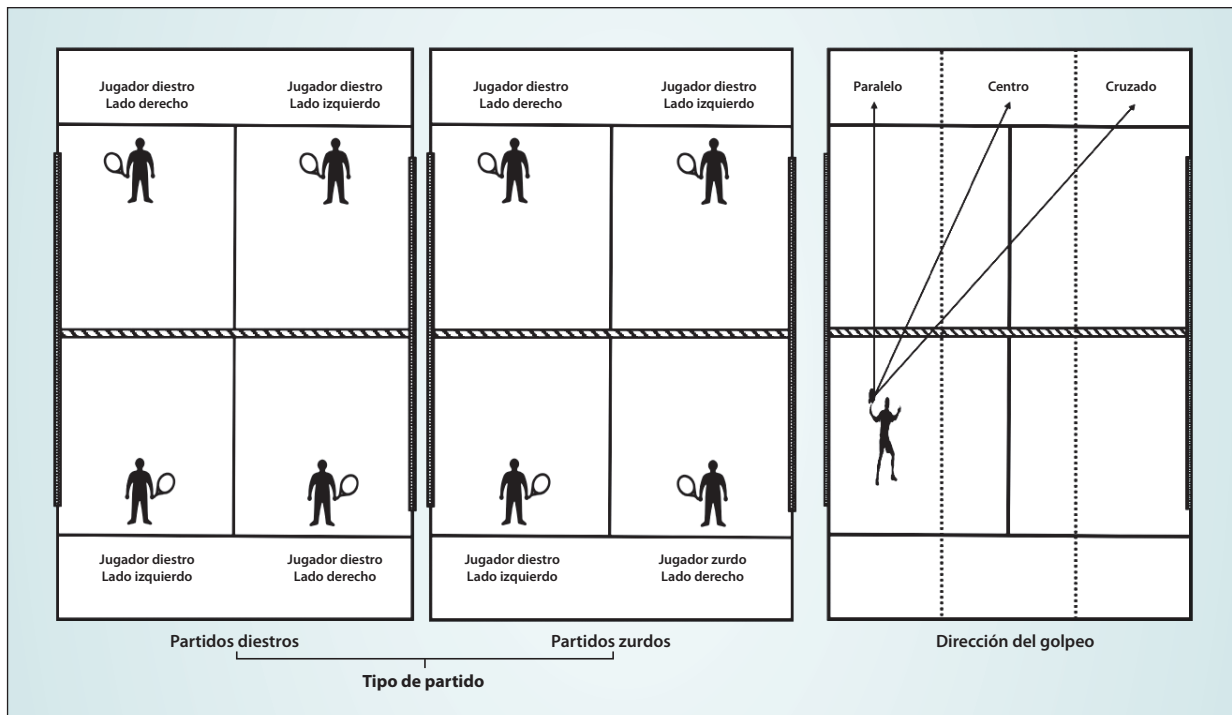 Jugador diestro
Lado derecho
Jugador diestro
Lado izquierdo
Jugador diestro
Lado derecho
Jugador diestro
Lado izquierdo
Paralelo
Centro
Cruzado
Jugador diestro
Lado izquierdo
Jugador diestro
Lado derecho
Jugador diestro
Lado izquierdo
Jugador zurdo
Lado derecho
Partidos diestros
Partidos zurdos
Dirección del golpeo
Tipo de partido